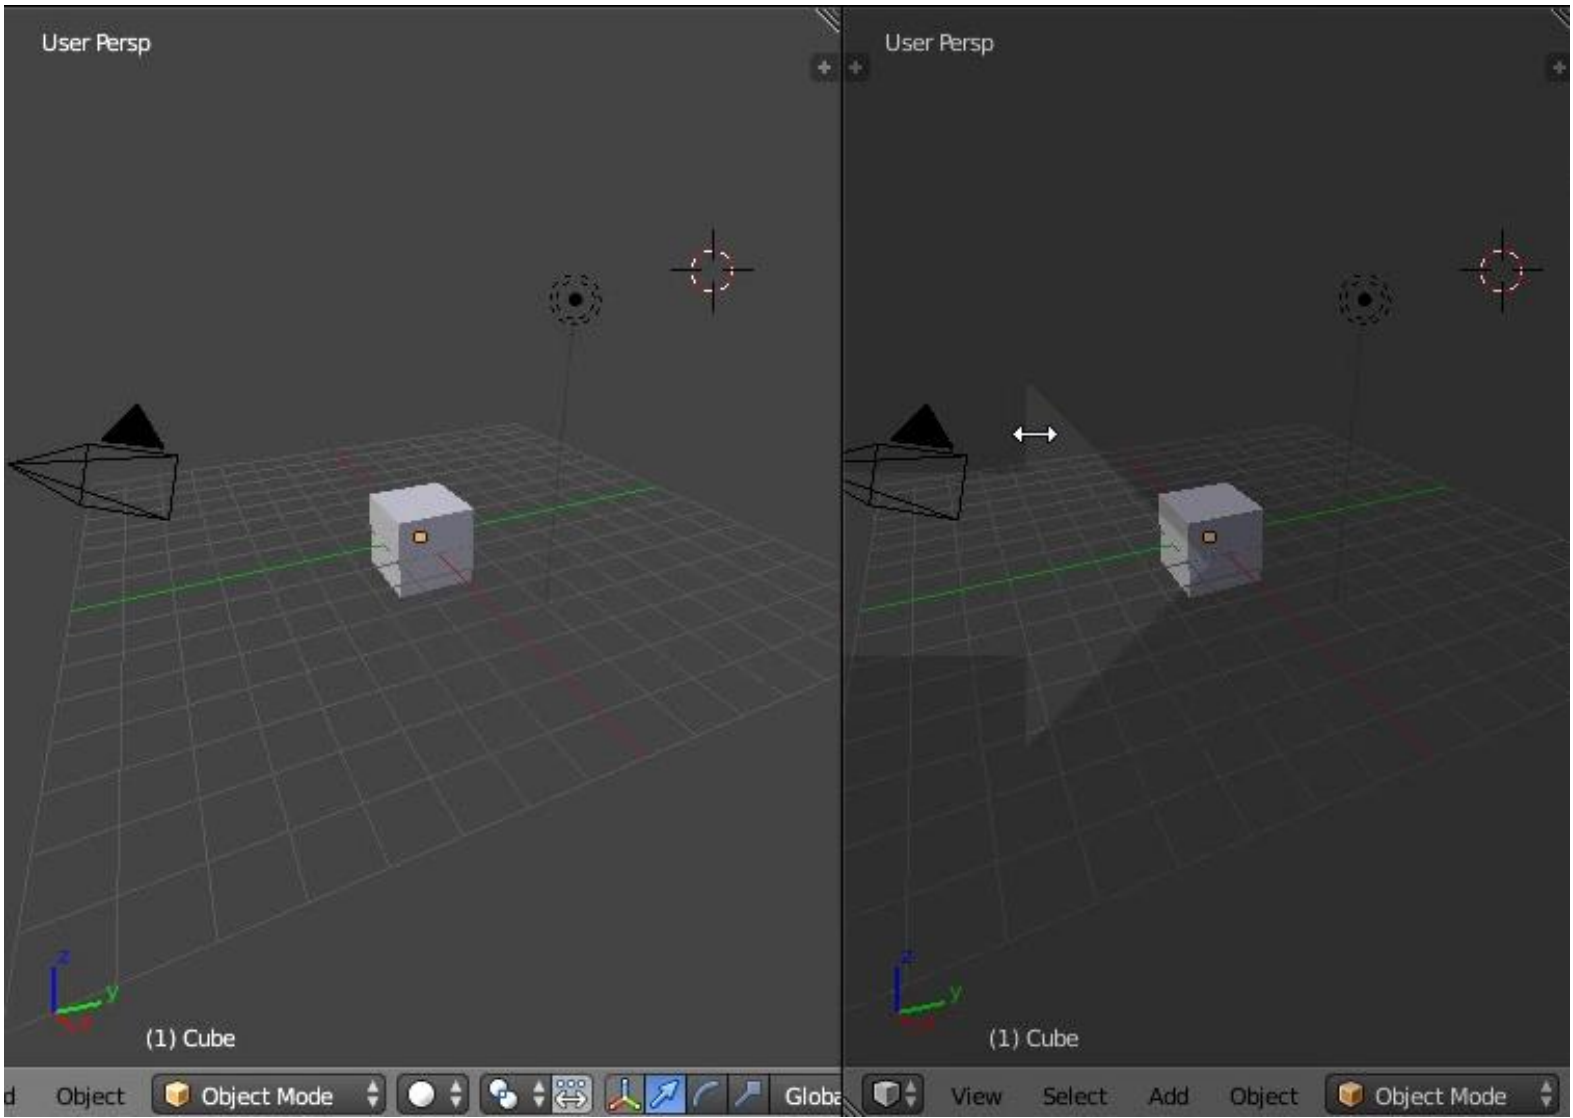 User Persp
User Persp
z
y
x
z
y
(1) Cube
(1) Cube
d Object Object Mode Globa
View Select Add Object Object Mode